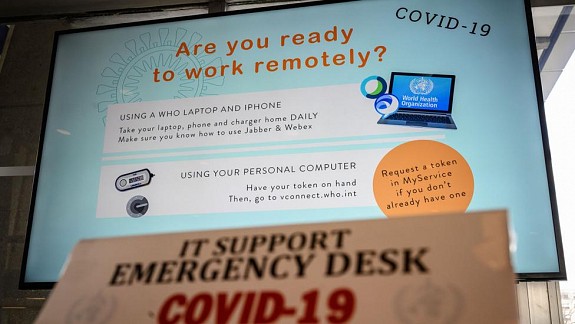 COVID-19
Are you ready
to work remotely?
USING A WHO LAPTOP AND IPHONE
Take your laptop, phone and charger home DAILY
Make sure you know how to use Jabber & Webex
World Health
Organization
USING YOUR PERSONAL COMPUTER
Have your token on hand
Then, go to vconnect.who.int
Request a token
in MyService
if you don't
already have one
IT SUPPORT
EMERGENCY DESK
COVID-19